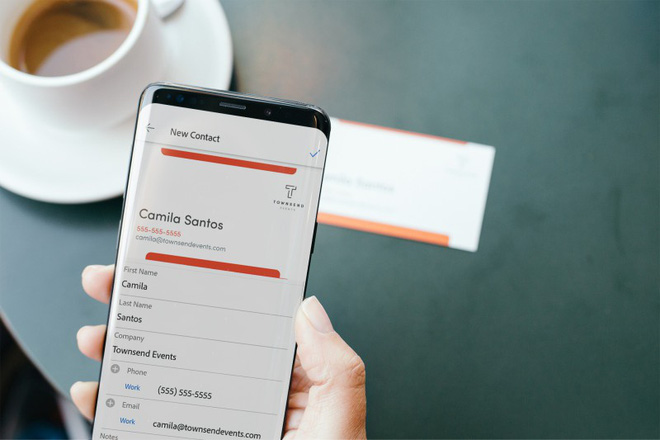 New Contact
T
TOWNSEND
EVENTS
Camila Santos
555-555-5555
camila@townsendevents.com
First Name
Camila
Last Name
Santos
Company
Townsend Events
Phone
Work (555) 555-5555
Email
Work camila@townsendevents.com
Notes